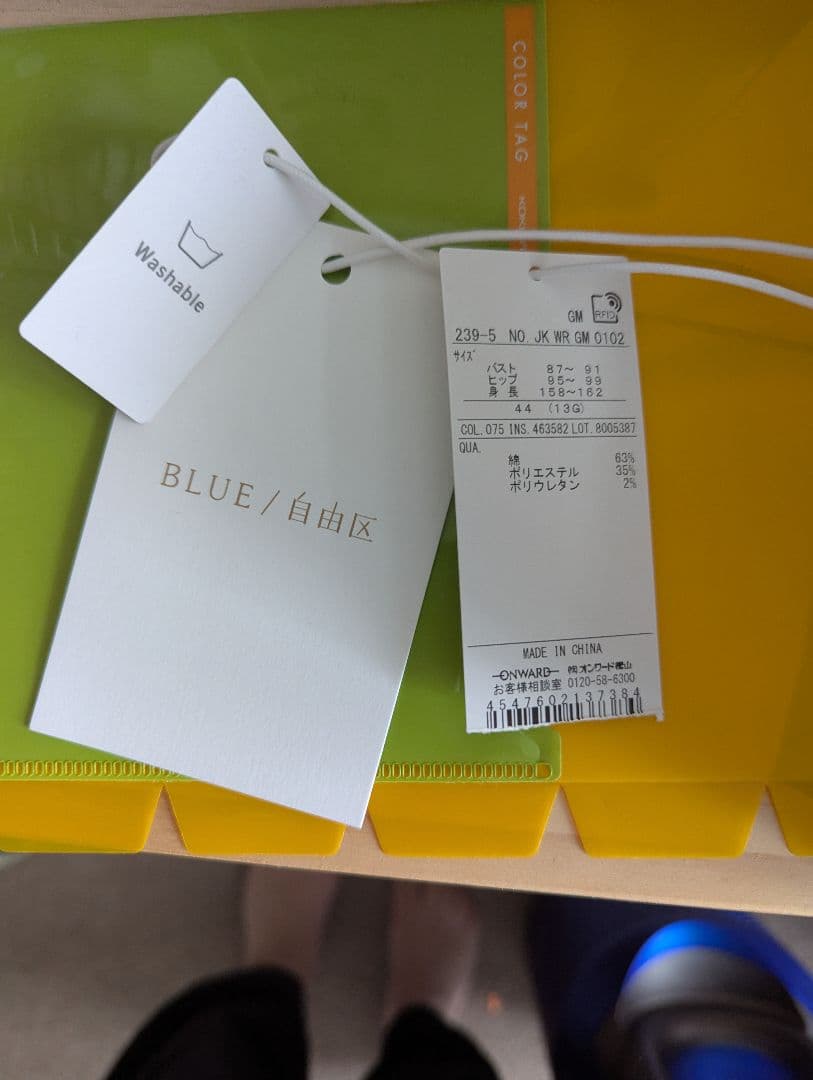 COLOR TAG
Washable
BLUE / 自由区
GM RFID
239-5 NO. JK WR GM 0102
サイズ
バスト 87~ 91
ヒップ 95~ 99
身長 158~162
44 (13G)
COL. 075 INS. 463582 LOT. 8005387
QUA.
綿 63%
ポリエステル 35%
ポリウレタン 2%
MADE IN CHINA
ONWARD ㈱オンワード樫山
お客様相談室 0120-58-6300
4547602137384